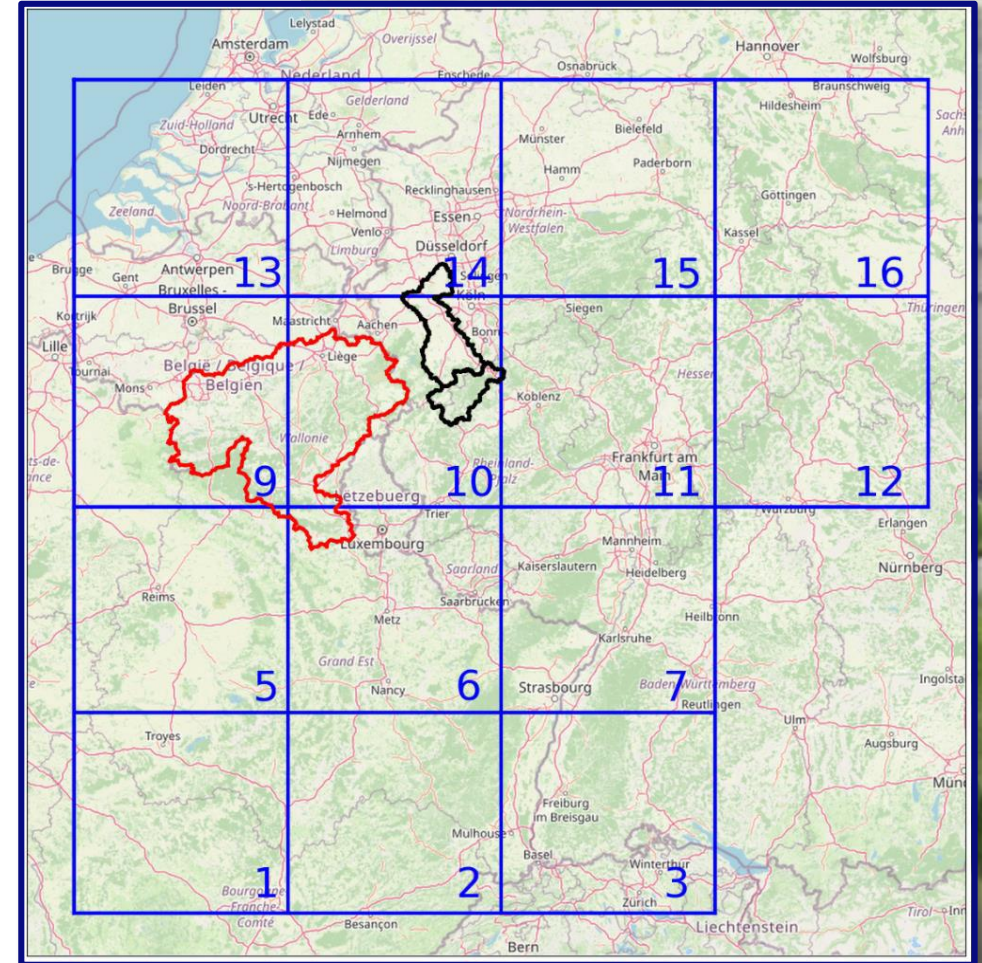 Lelystad
Amsterdam
Overijssel
Hannover
Wolfsburg
Nederland
Enschede
Osnabrück
Braunschweig
Leiden
Gelderland
Hildesheim
Utrecht
Ede
Zuid-Holland
Arnhem
Münster
Bielefeld
Dordrecht
Nijmegen
Hamm
Paderborn
's-Hertogenbosch
Recklinghausen
Göttingen
Zeeland
Noord-Brabant
Helmond
Essen
Nordrhein-
Westfalen
Venlo
Kassel
Limburg
Düsseldorf
Brugge
Gent
Antwerpen
13
14
15
16
Bruxelles -
Brussel
Köln
Kortrijk
Maastricht
Aachen
Siegen
Thüringen
Bonn
Lille
Liège
België / Belgique /
Belgien
Tournai
Mons
Hessen
Koblenz
Wallonie
Frankfurt am
Main
Rheinland-
Pfalz
9
10
11
12
Lëtzebuerg
Trier
Würzburg
Erlangen
Luxembourg
Mannheim
Kaiserslautern
Heidelberg
Nürnberg
Saarland
Reims
Saarbrücken
Metz
Heilbronn
Karlsruhe
Grand Est
Nancy
Strasbourg
Baden-Württemberg
Reutlingen
5
6
7
Ulm
Troyes
Augsburg
Freiburg
im Breisgau
Mulhouse
Basel
Winterthur
1
2
3
Bourgogne-
Franche-
Comté
Zürich
Besançon
Liechtenstein
Tirol
Bern